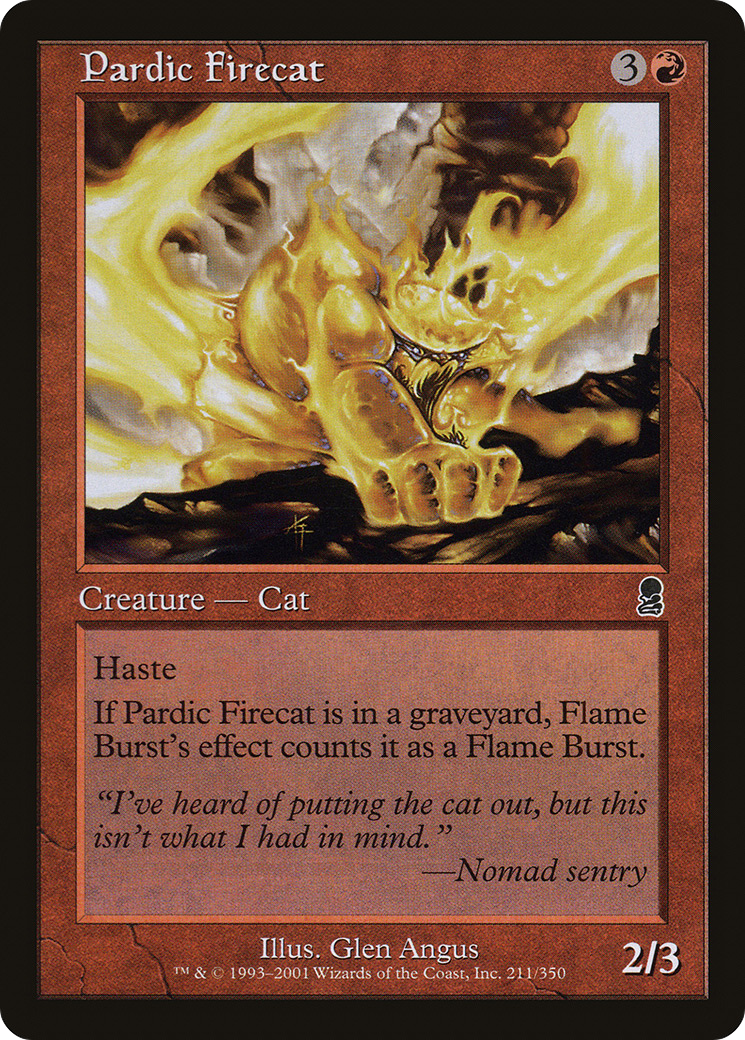 Pardic Firecat 3
Creature — Cat
Haste
If Pardic Firecat is in a graveyard, Flame
Burst's effect counts it as a Flame Burst.
“I've heard of putting the cat out, but this
isn't what I had in mind.”
—Nomad sentry
Illus. Glen Angus
™ & © 1993–2001 Wizards of the Coast, Inc. 211/350
2/3